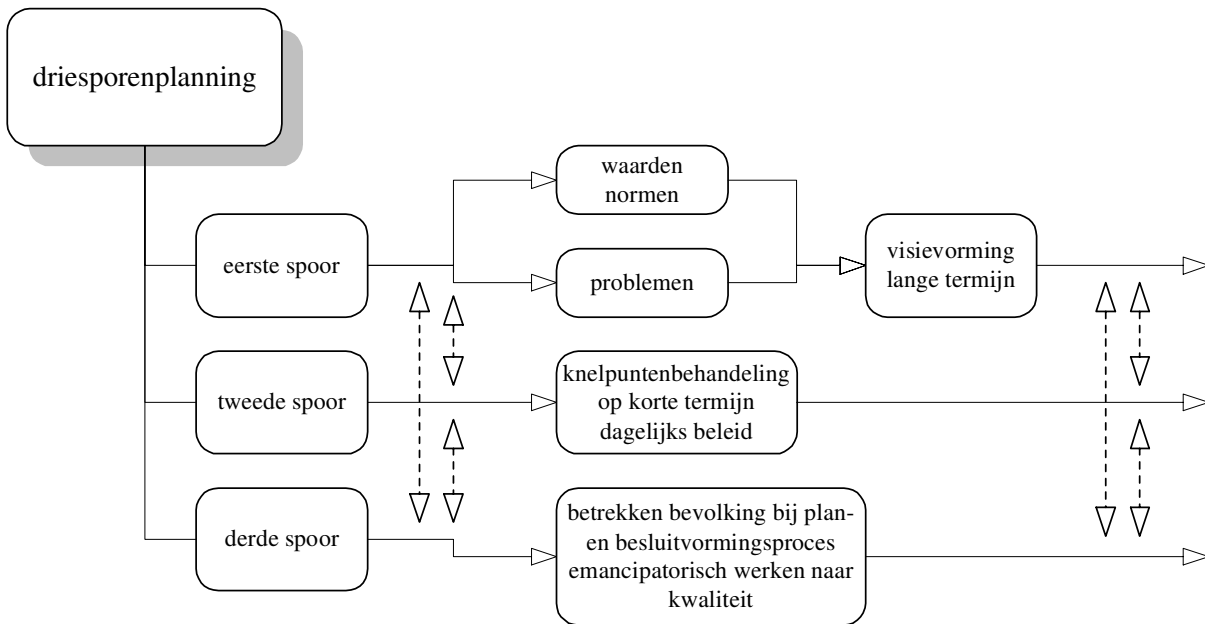 driesporenplanning
eerste spoor
waarden
normen
problemen
visievorming
lange termijn
tweede spoor
knelpuntenbehandeling
op korte termijn
dagelijks beleid
derde spoor
betrekken bevolking bij plan-
en besluitvormingsproces
emancipatorisch werken naar
kwaliteit